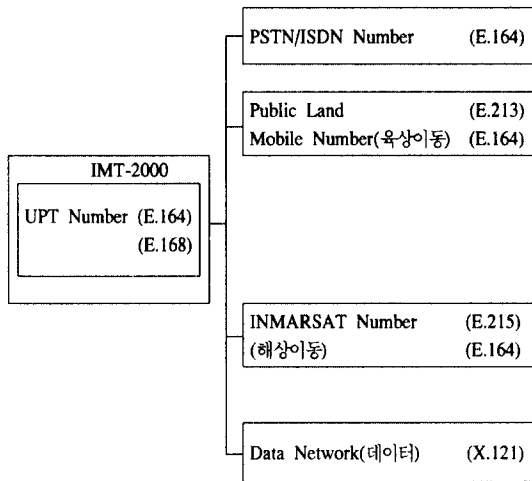 PSTN/ISDN Number (E.164)
Public Land (E.213)
Mobile Number(육상이동) (E.164)
IMT-2000
UPT Number (E.164)
(E.168)
INMARSAT Number (E.215)
(해상이동) (E.164)
Data Network(데이터) (X.121)